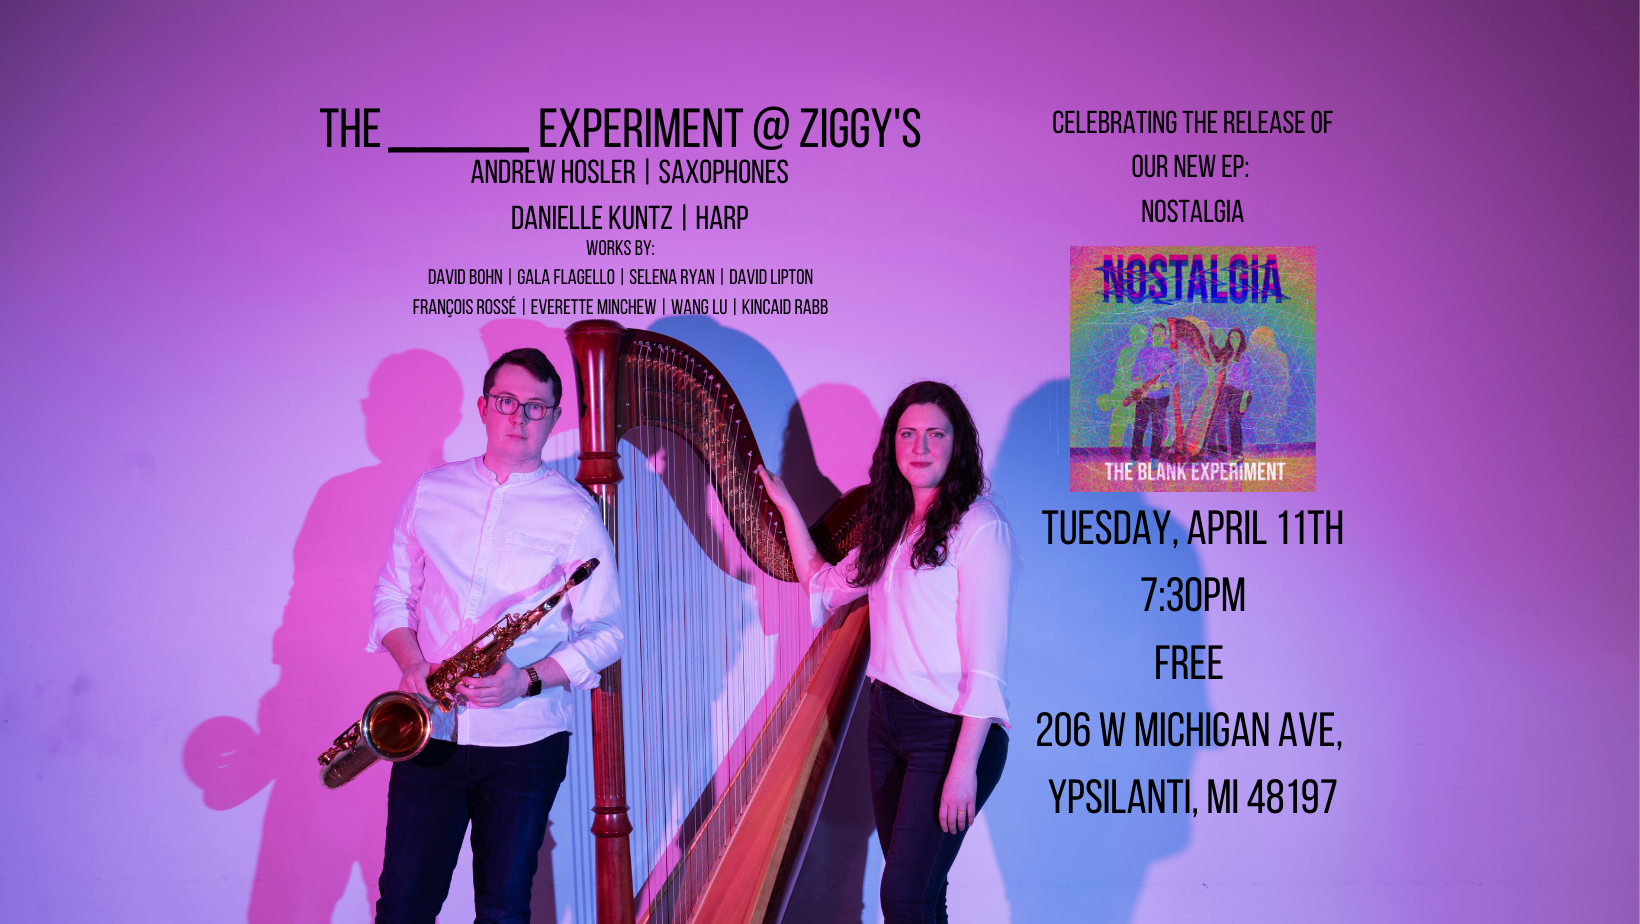 THE ______ EXPERIMENT @ ZIGGY'S
ANDREW HOSLER | SAXOPHONES
DANIELLE KUNTZ | HARP
WORKS BY:
DAVID BOHN | GALA FLAGELLO | SELENA RYAN | DAVID LIPTON
FRANÇOIS ROSSÉ | EVERETTE MINCHEW | WANG LU | KINCAID RABB
CELEBRATING THE RELEASE OF
OUR NEW EP:
NOSTALGIA
NOSTALGIA
THE BLANK EXPERIMENT
TUESDAY, APRIL 11TH
7:30PM
FREE
206 W MICHIGAN AVE,
YPSILANTI, MI 48197